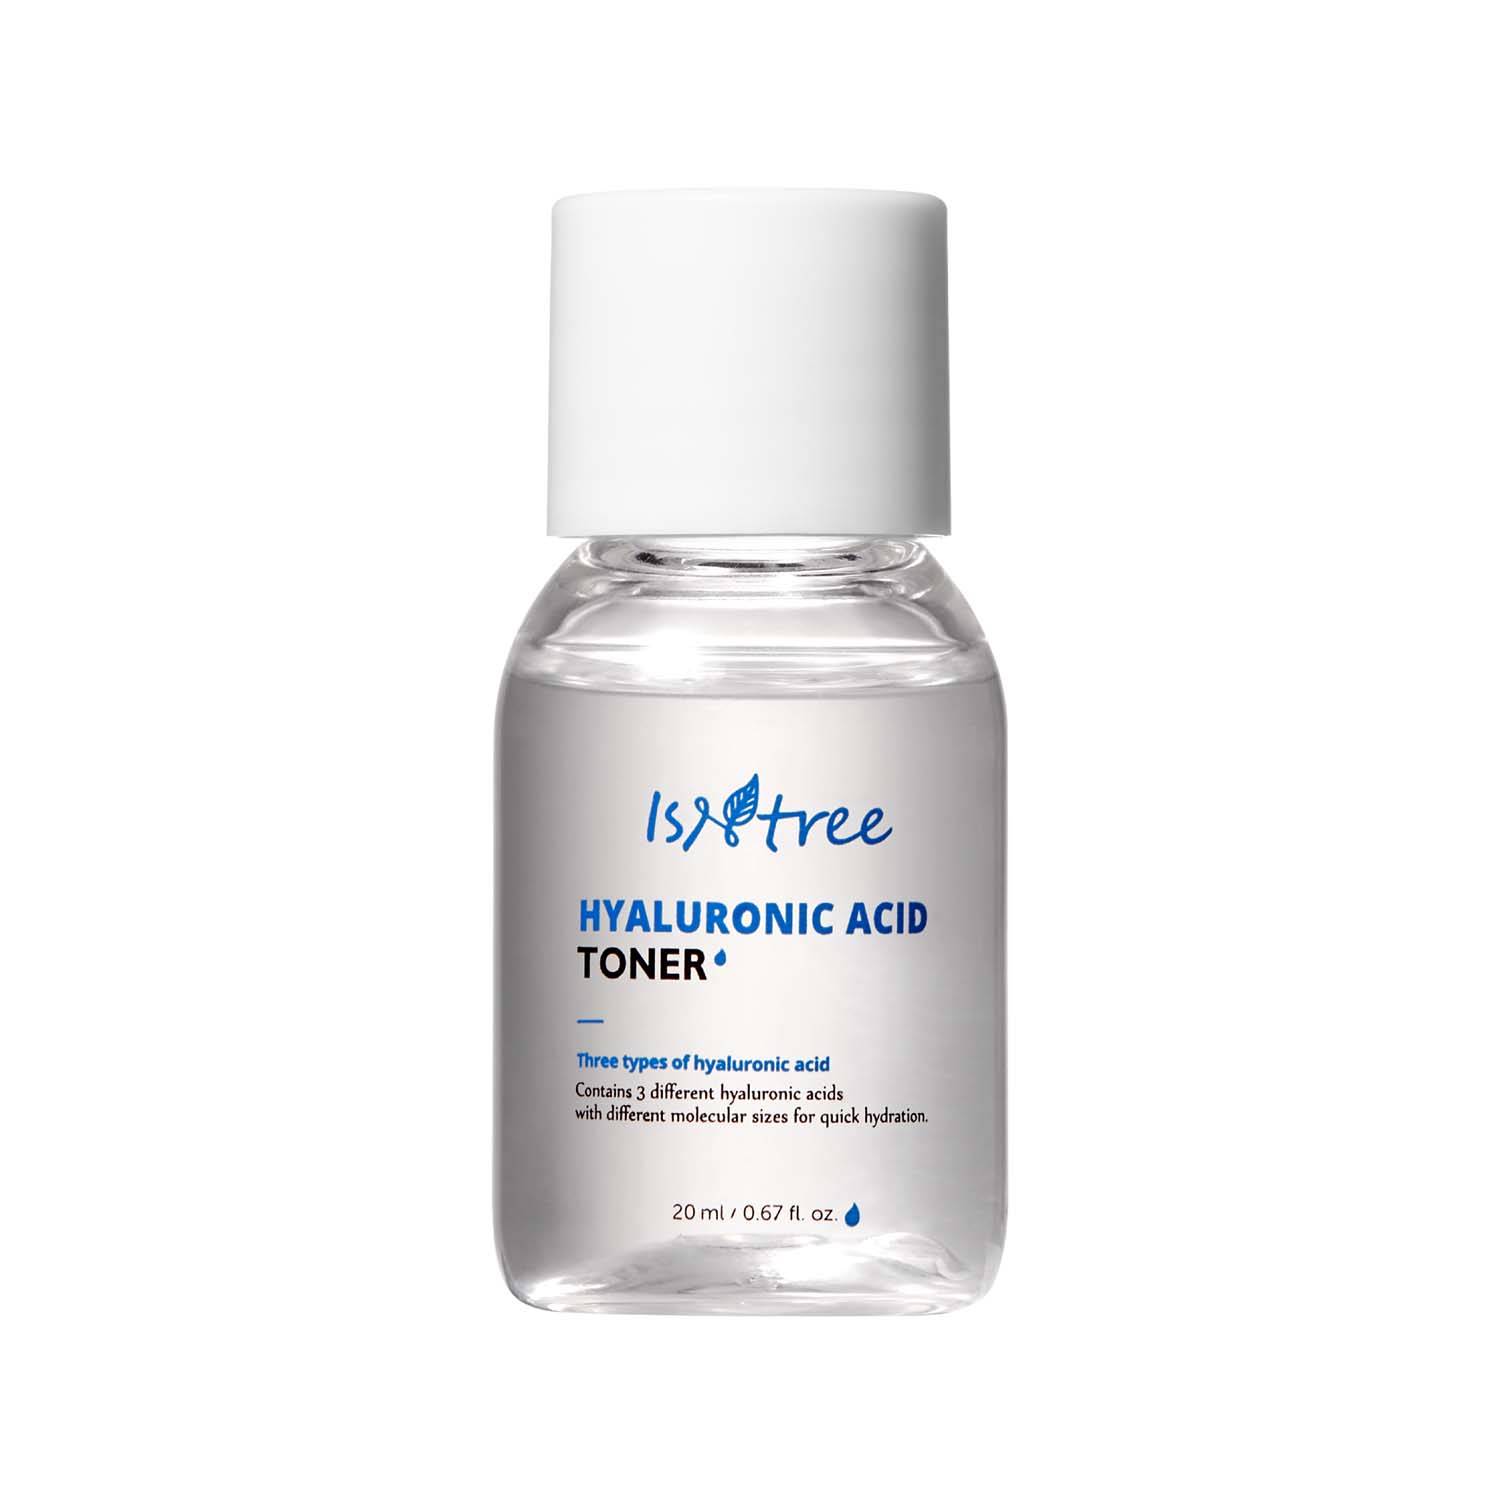 Isntree
HYALURONIC ACID
TONER
Three types of hyaluronic acid
Contains 3 different hyaluronic acids
with different molecular sizes for quick hydration.
20 ml / 0.67 fl. oz.